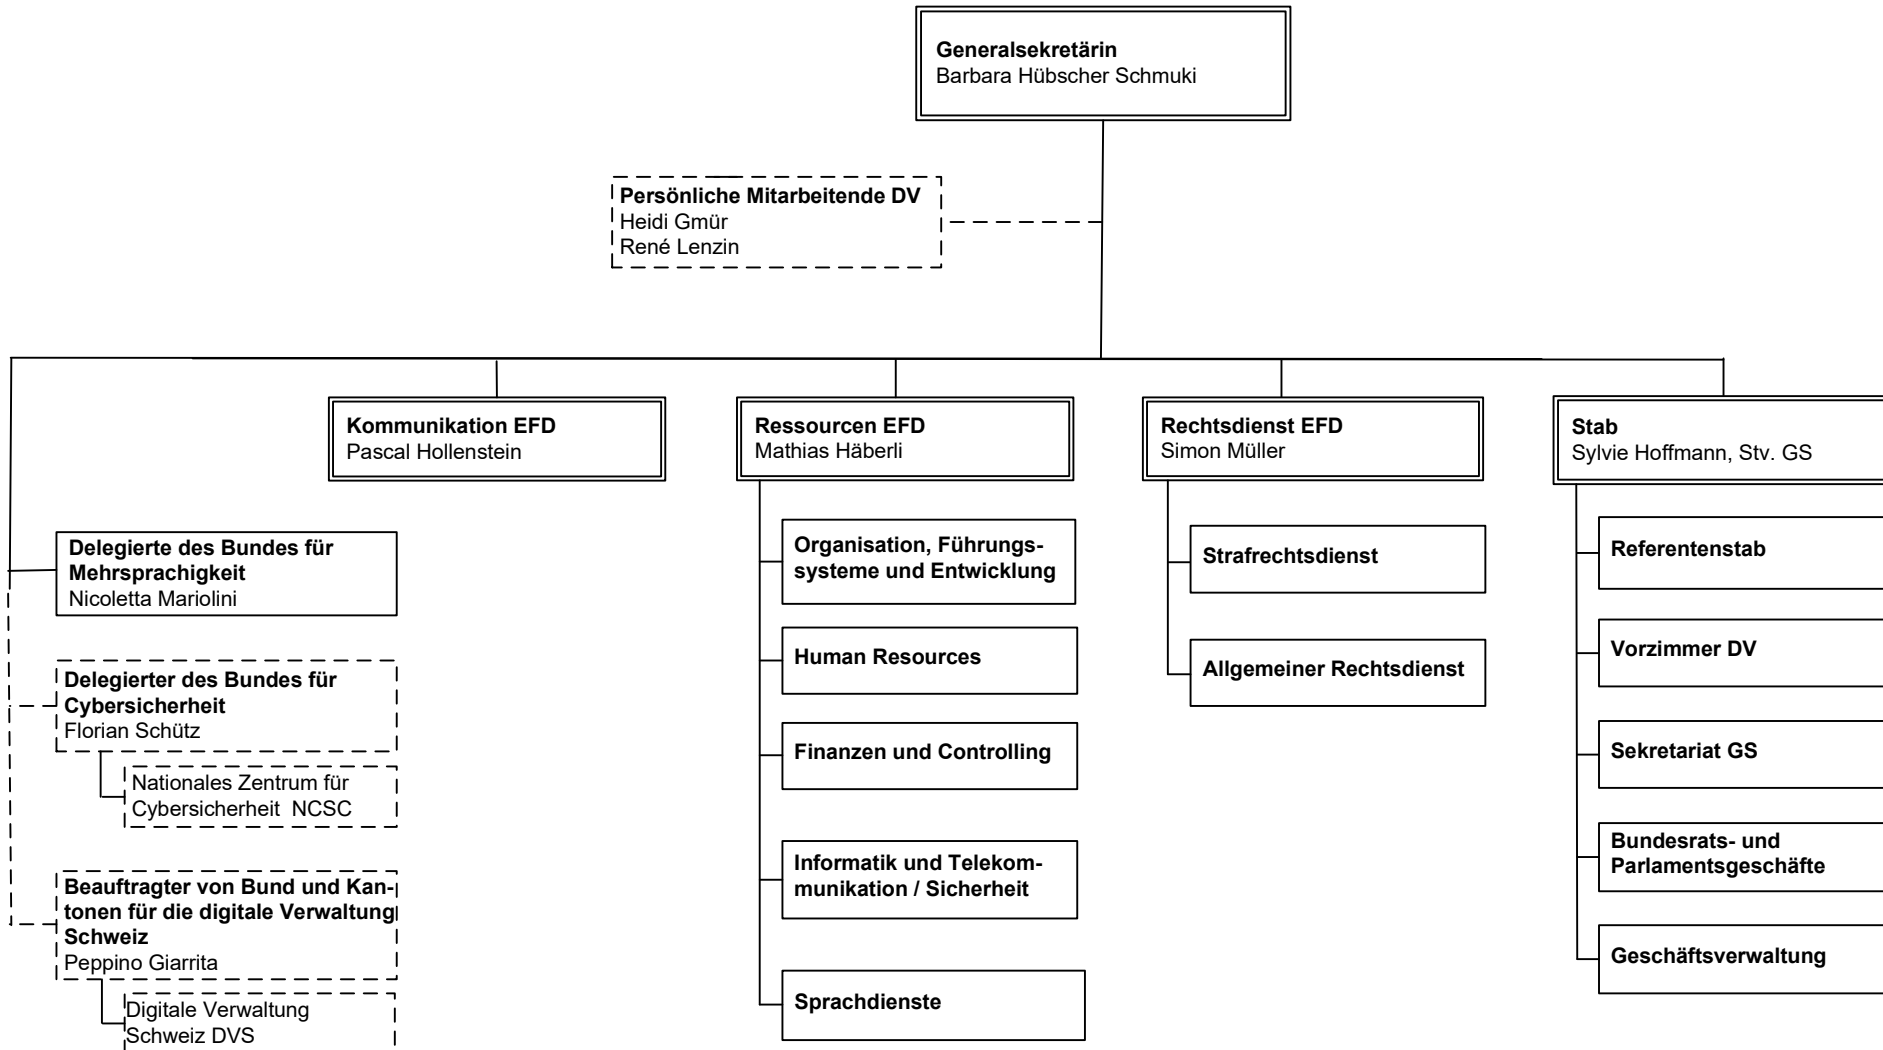 Generalsekretärin
Barbara Hübscher Schmuki
Persönliche Mitarbeitende DV
Heidi Gmür
René Lenzin
Kommunikation EFD
Pascal Hollenstein
Ressourcen EFD
Mathias Häberli
Rechtsdienst EFD
Simon Müller
Stab
Sylvie Hoffmann, Stv. GS
Delegierte des Bundes für
Mehrsprachigkeit
Nicoletta Mariolini
Delegierter des Bundes für
Cybersicherheit
Florian Schütz
Nationales Zentrum für
Cybersicherheit NCSC
Beauftragter von Bund und Kan-
tonen für die digitale Verwaltung
Schweiz
Peppino Giarrita
Digitale Verwaltung
Schweiz DVS
Organisation, Führungs-
systeme und Entwicklung
Human Resources
Finanzen und Controlling
Informatik und Telekom-
munikation / Sicherheit
Sprachdienste
Strafrechtsdienst
Allgemeiner Rechtsdienst
Referentenstab
Vorzimmer DV
Sekretariat GS
Bundesrats- und
Parlamentsgeschäfte
Geschäftsverwaltung